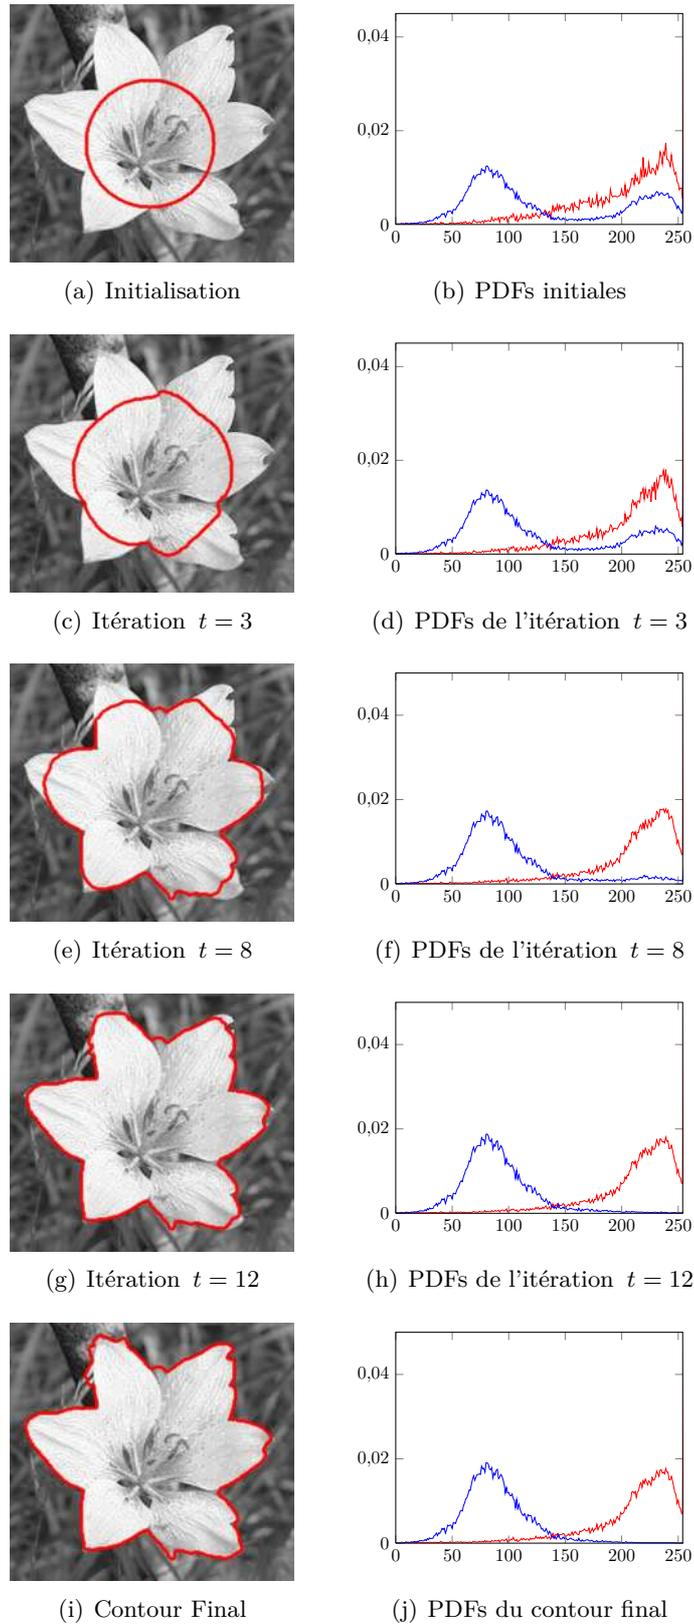 0,04
0,02
0
0 50 100 150 200 250
(a) Initialisation
(b) PDFs initiales
0,04
0,02
0
0 50 100 150 200 250
(c) Itération t = 3
(d) PDFs de l'itération t = 3
0,04
0,02
0
0 50 100 150 200 250
(e) Itération t = 8
(f) PDFs de l'itération t = 8
0,04
0,02
0
0 50 100 150 200 250
(g) Itération t = 12
(h) PDFs de l'itération t = 12
0,04
0,02
0
0 50 100 150 200 250
(i) Contour Final
(j) PDFs du contour final